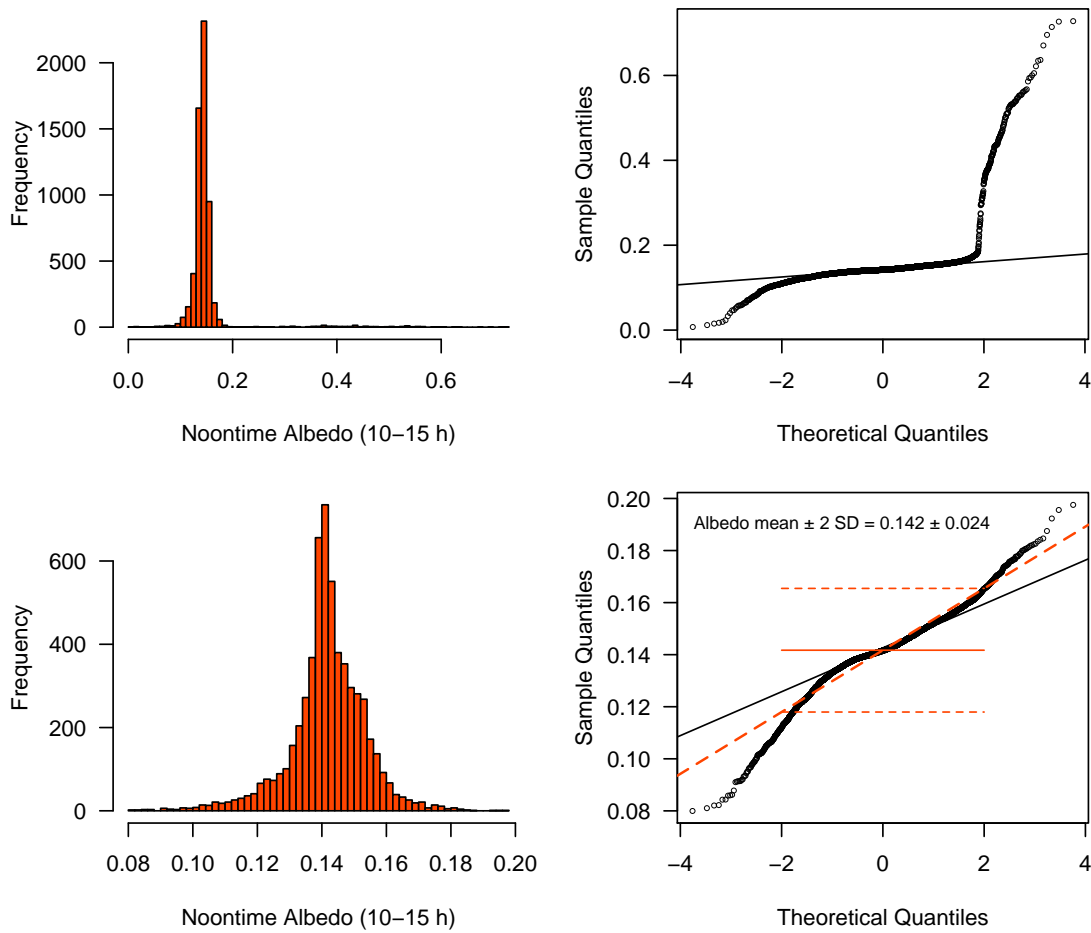 Frequency
0
500
1000
1500
2000
0.0 0.2 0.4 0.6
Noontime Albedo (10−15 h)
Sample Quantiles
0.0
0.2
0.4
0.6
−4 −2 0 2 4
Theoretical Quantiles
Frequency
0
200
400
600
0.08 0.10 0.12 0.14 0.16 0.18 0.20
Noontime Albedo (10−15 h)
Sample Quantiles
0.08
0.10
0.12
0.14
0.16
0.18
0.20
Albedo mean ± 2 SD = 0.142 ± 0.024
−4 −2 0 2 4
Theoretical Quantiles